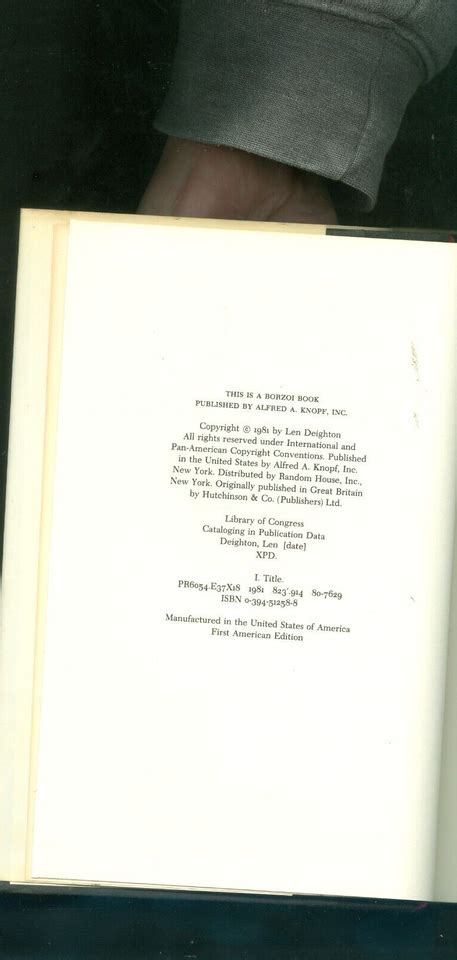 THIS IS A BORZOI BOOK
PUBLISHED BY ALFRED A. KNOPF, INC.
Copyright © 1981 by Len Deighton
All rights reserved under International and
Pan-American Copyright Conventions. Published
in the United States by Alfred A. Knopf, Inc.
New York. Distributed by Random House, Inc.,
New York. Originally published in Great Britain
by Hutchinson & Co. (Publishers) Ltd.
Library of Congress
Cataloging in Publication Data
Deighton, Len [date]
XPD.
I. Title.
PR6054.E37X18 1981 823'.914 80-7629
ISBN 0-394-51258-8
Manufactured in the United States of America
First American Edition